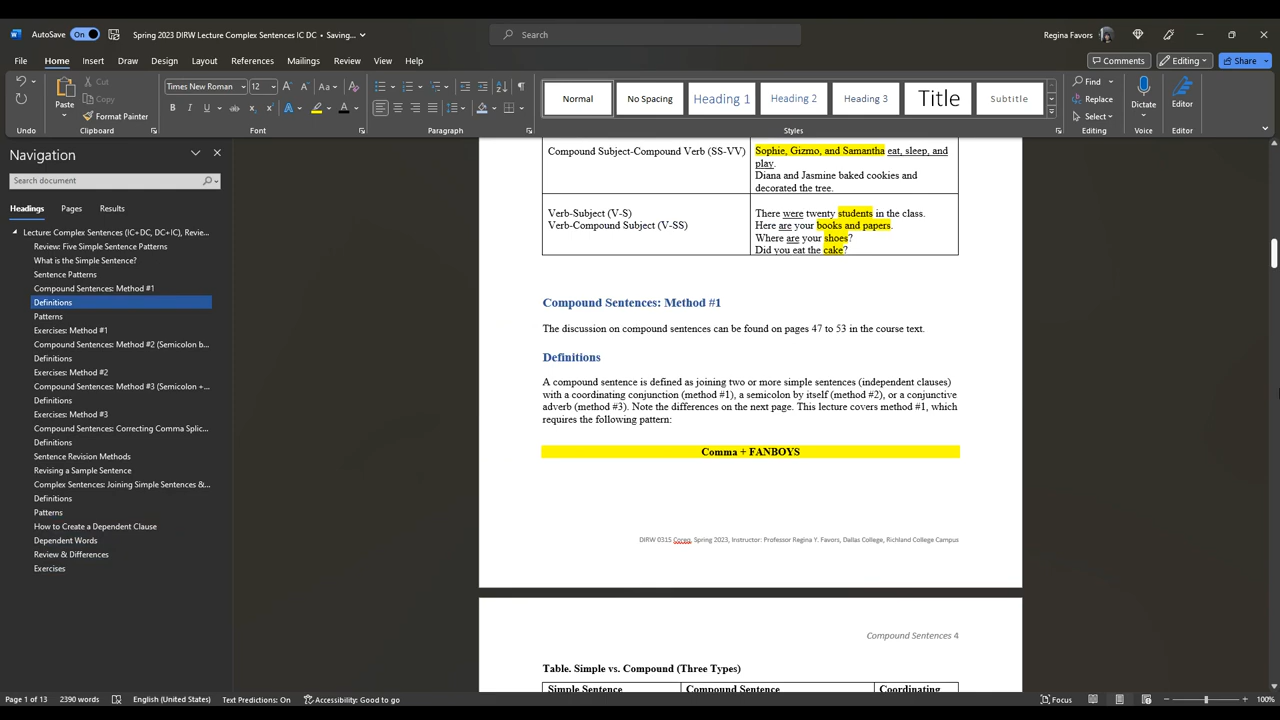 AutoSave On Spring 2023 DIRW Lecture Complex Sentences IC DC • Saving... Search Regina Favors
File Home Insert Draw Design Layout References Mailings Review View Help Comments Editing Share
Times New Roman 12 Normal No Spacing Heading 1 Heading 2 Heading 3 Title Subtitle
Paste Cut Copy Format Painter
Find Replace Select Dictate Editor
Undo Clipboard Font Paragraph Styles Editing Voice Editor
Navigation
Search document
Headings Pages Results
Lecture: Complex Sentences (IC+DC, DC+IC), Revie...
Review: Five Simple Sentence Patterns
What is the Simple Sentence?
Sentence Patterns
Compound Sentences: Method #1
Definitions
Patterns
Exercises: Method #1
Compound Sentences: Method #2 (Semicolon b...
Definitions
Exercises: Method #2
Compound Sentences: Method #3 (Semicolon +...
Definitions
Exercises: Method #3
Compound Sentences: Correcting Comma Splic...
Definitions
Sentence Revision Methods
Revising a Sample Sentence
Complex Sentences: Joining Simple Sentences &...
Definitions
Patterns
How to Create a Dependent Clause
Dependent Words
Review & Differences
Exercises
Compound Subject-Compound Verb (SS-VV)
Sophie, Gizmo, and Samantha eat, sleep, and
play.
Diana and Jasmine baked cookies and
decorated the tree.
Verb-Subject (V-S)
Verb-Compound Subject (V-SS)
There were twenty students in the class.
Here are your books and papers.
Where are your shoes?
Did you eat the cake?
Compound Sentences: Method #1
The discussion on compound sentences can be found on pages 47 to 53 in the course text.
Definitions
A compound sentence is defined as joining two or more simple sentences (independent clauses)
with a coordinating conjunction (method #1), a semicolon by itself (method #2), or a conjunctive
adverb (method #3). Note the differences on the next page. This lecture covers method #1, which
requires the following pattern:
Comma + FANBOYS
DIRW 0315 Coreq, Spring 2023, Instructor: Professor Regina Y. Favors, Dallas College, Richland College Campus
Compound Sentences 4
Table. Simple vs. Compound (Three Types)
Simple Sentence Compound Sentence Coordinating
Page 1 of 13 2390 words English (United States) Text Predictions: On Accessibility: Good to go Focus 100%